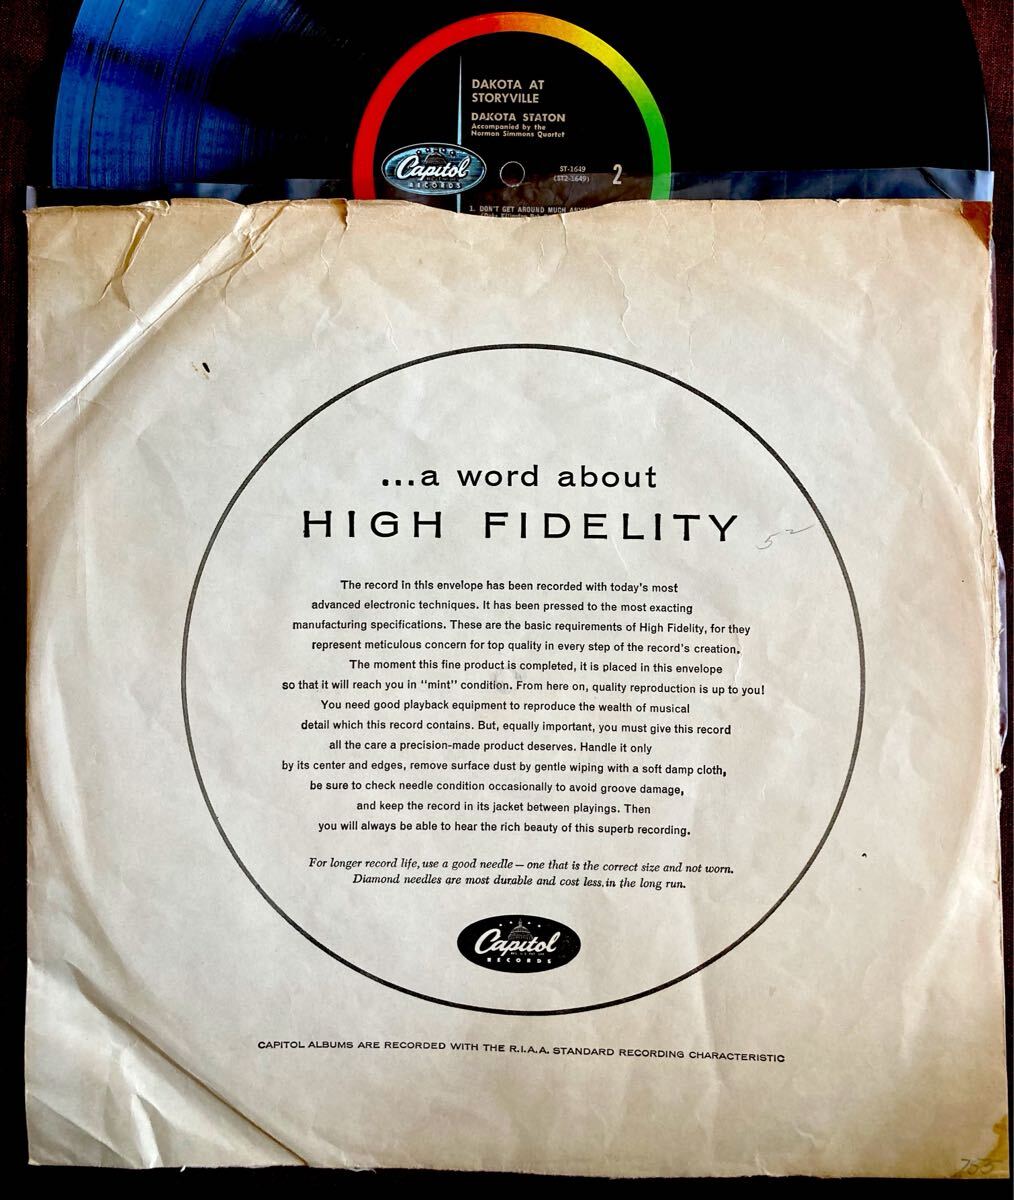 DAKOTA AT
STORYVILLE
DAKOTA STATON
Accompanied by the
Norman Simmons Quartet
Capitol
RECORDS
ST-1649
(ST2-1649)
2
1. DON'T GET AROUND MUCH
...a word about
HIGH FIDELITY
52
The record in this envelope has been recorded with today's most
advanced electronic techniques. It has been pressed to the most exacting
manufacturing specifications. These are the basic requirements of High Fidelity, for they
represent meticulous concern for top quality in every step of the record's creation.
The moment this fine product is completed, it is placed in this envelope
so that it will reach you in "mint" condition. From here on, quality reproduction is up to you!
You need good playback equipment to reproduce the wealth of musical
detail which this record contains. But, equally important, you must give this record
all the care a precision-made product deserves. Handle it only
by its center and edges, remove surface dust by gentle wiping with a soft damp cloth,
be sure to check needle condition occasionally to avoid groove damage,
and keep the record in its jacket between playings. Then
you will always be able to hear the rich beauty of this superb recording.
For longer record life, use a good needle — one that is the correct size and not worn.
Diamond needles are most durable and cost less in the long run.
Capitol
RECORDS
CAPITOL ALBUMS ARE RECORDED WITH THE R.I.A.A. STANDARD RECORDING CHARACTERISTIC